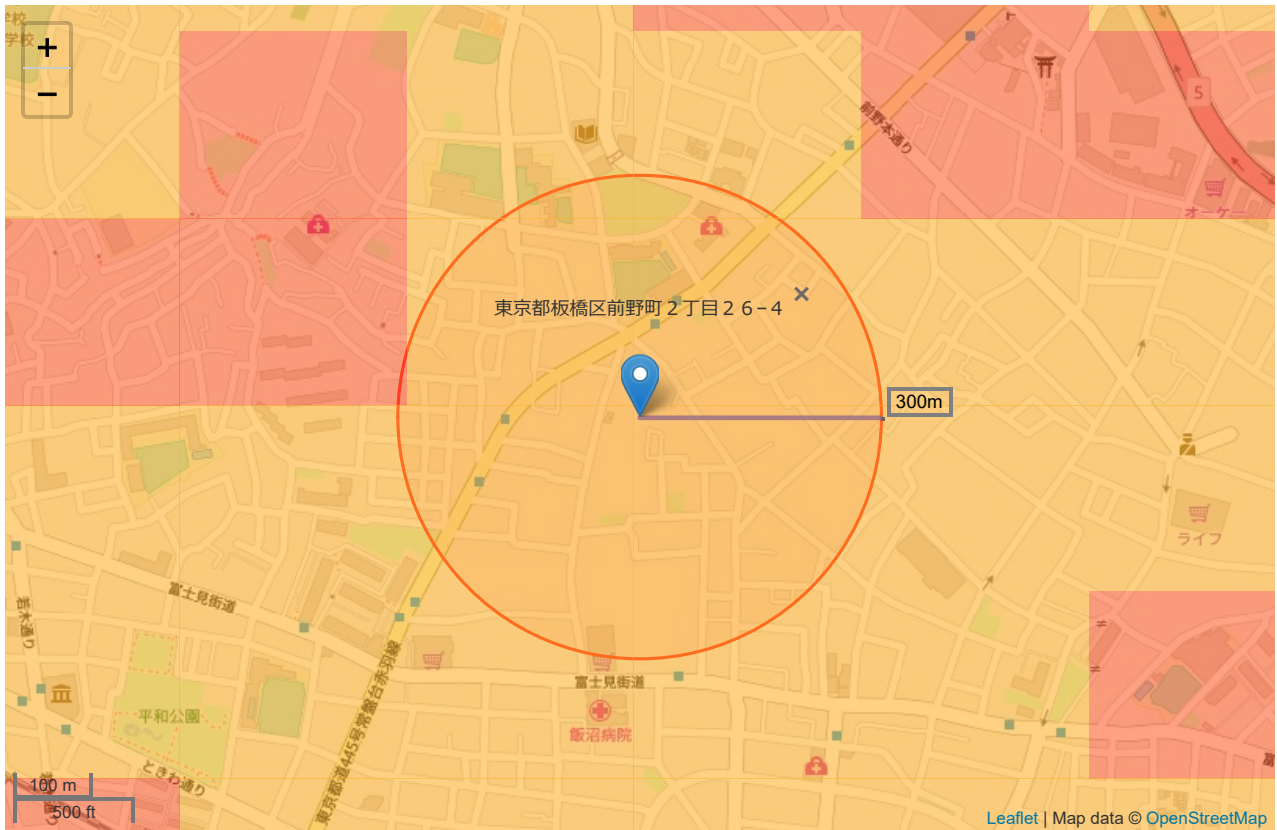 学校
学校
+
−
5
前野本通り
オーケー
東京都板橋区前野町２丁目２６−４
×
300m
ライフ
富士見街道
若木通り
東京都道445号常盤台赤羽線
富士見街道
平和公園
飯沼病院
ときわ通り
100 m
500 ft
Leaflet | Map data © OpenStreetMap